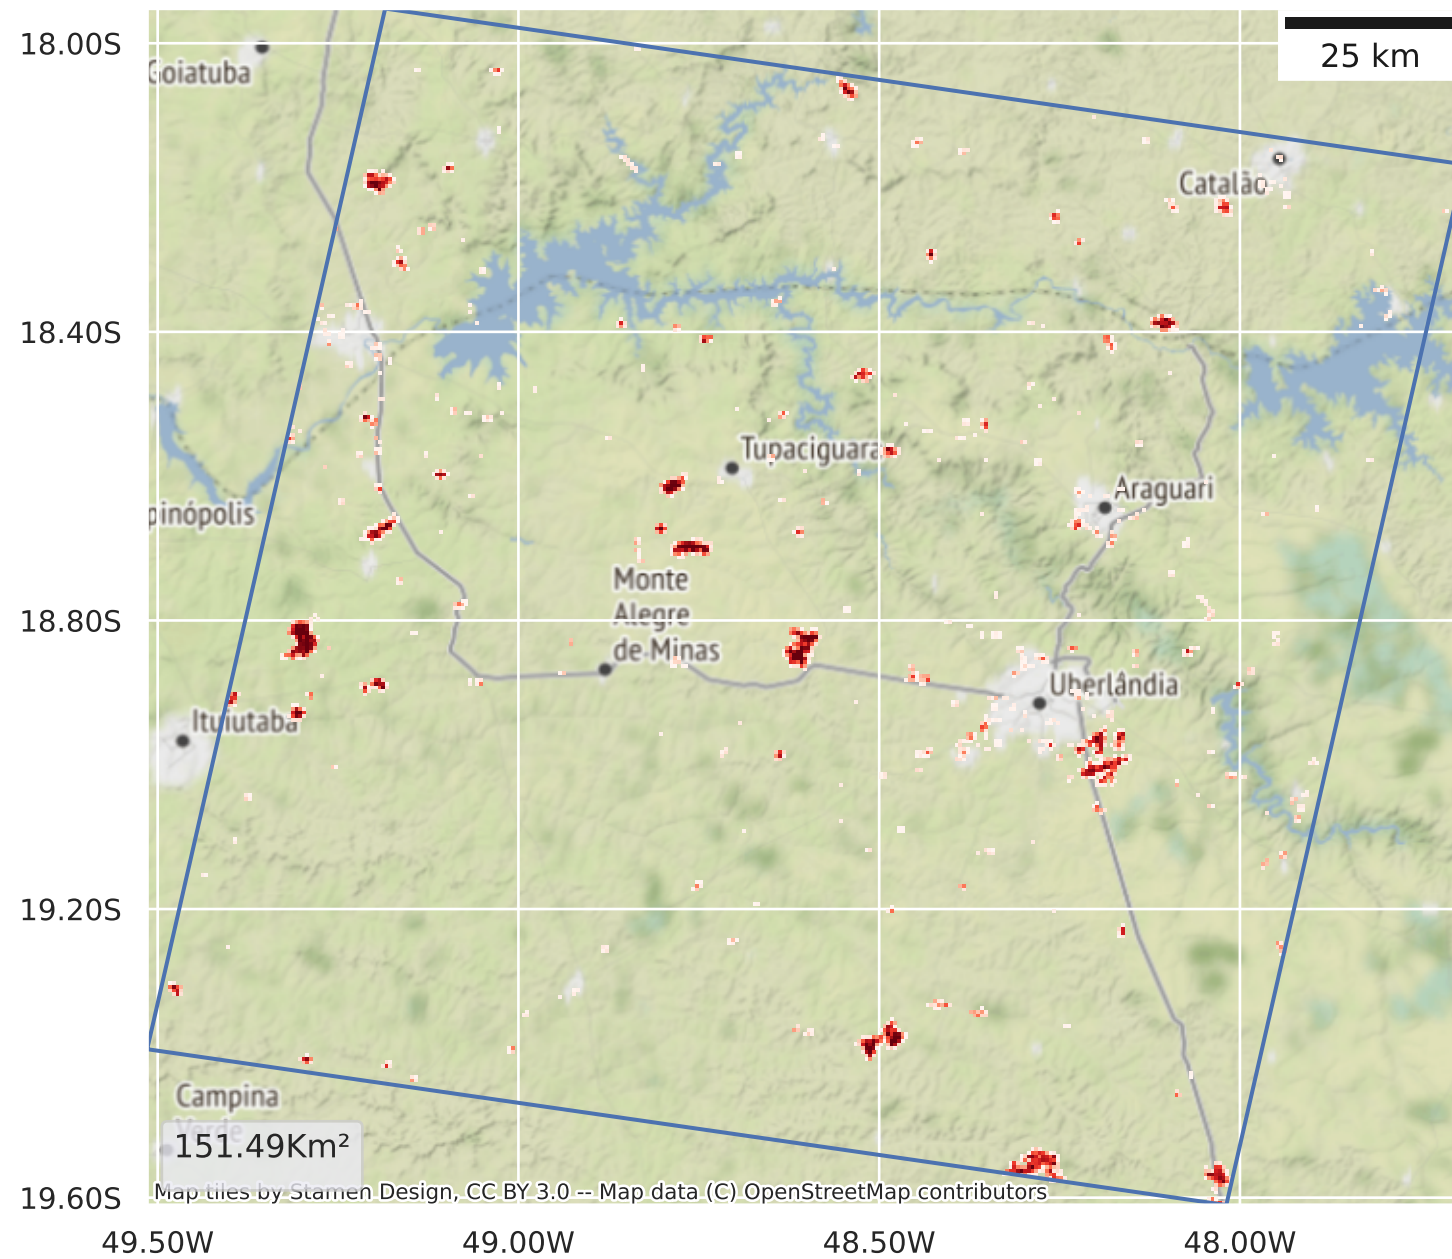 18.00S
25 km
Goiatuba
Catalão
18.40S
Tupaciguara
Araguari
pinópolis
Monte
Alegre
de Minas
18.80S
Uberlândia
Ituiutaba
19.20S
Campina
Verde
151.49Km²
Map tiles by Stamen Design, CC BY 3.0 -- Map data (C) OpenStreetMap contributors
19.60S
49.50W
49.00W
48.50W
48.00W